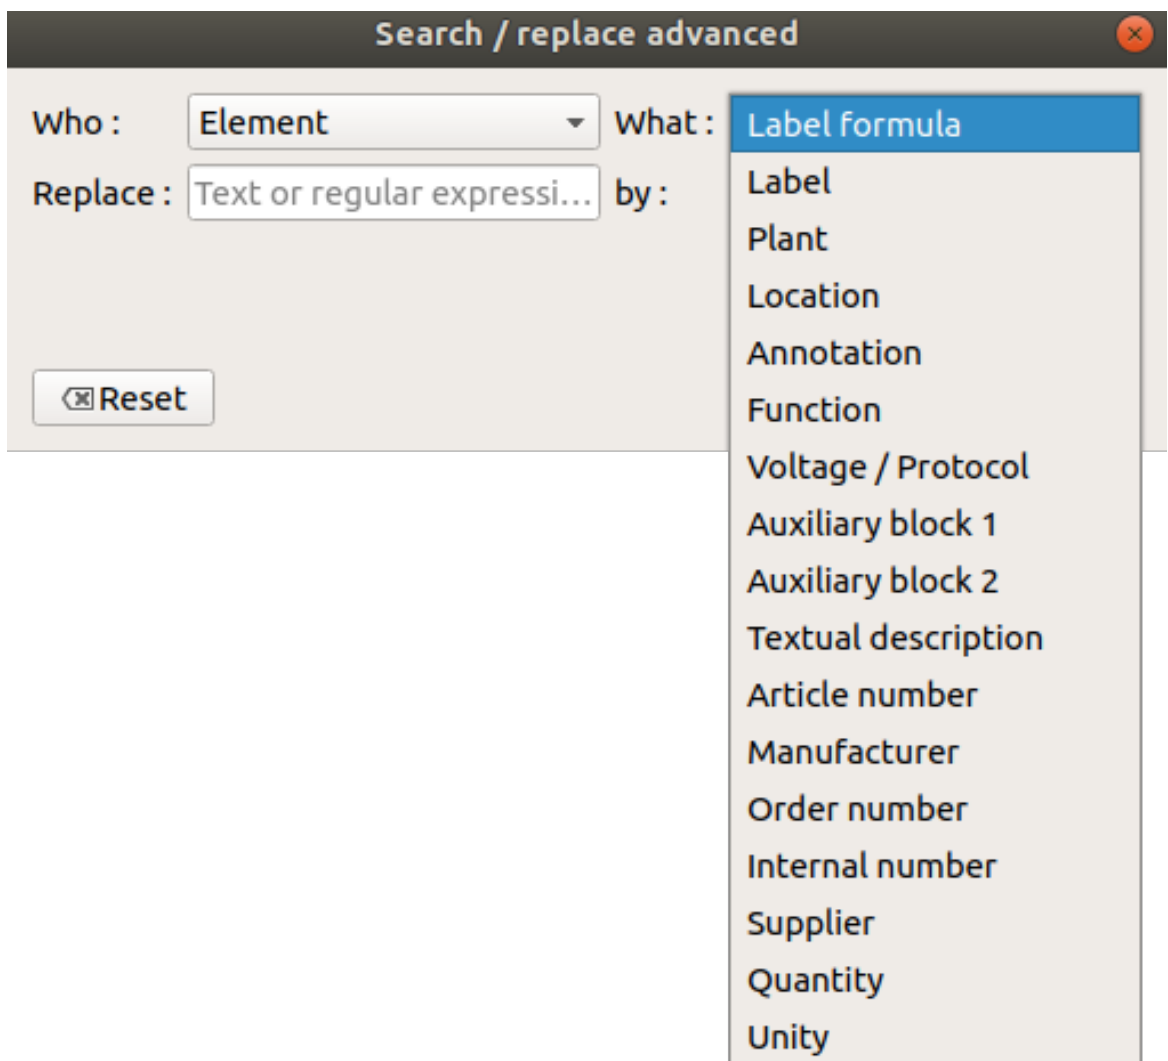 Search / replace advanced
Who : Element What : Label formula
Replace : Text or regular expressi... by : Label
Plant
Location
Annotation
Reset
Function
Voltage / Protocol
Auxiliary block 1
Auxiliary block 2
Textual description
Article number
Manufacturer
Order number
Internal number
Supplier
Quantity
Unity